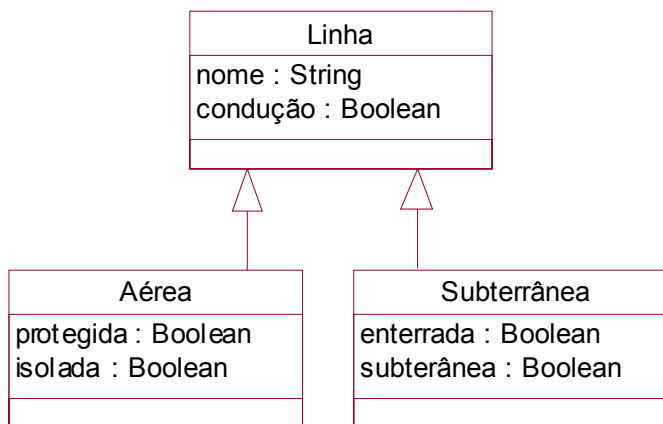 Linha
nome : String
condução : Boolean
Aérea
protegida : Boolean
isolada : Boolean
Subterrânea
enterrada : Boolean
subterânea : Boolean